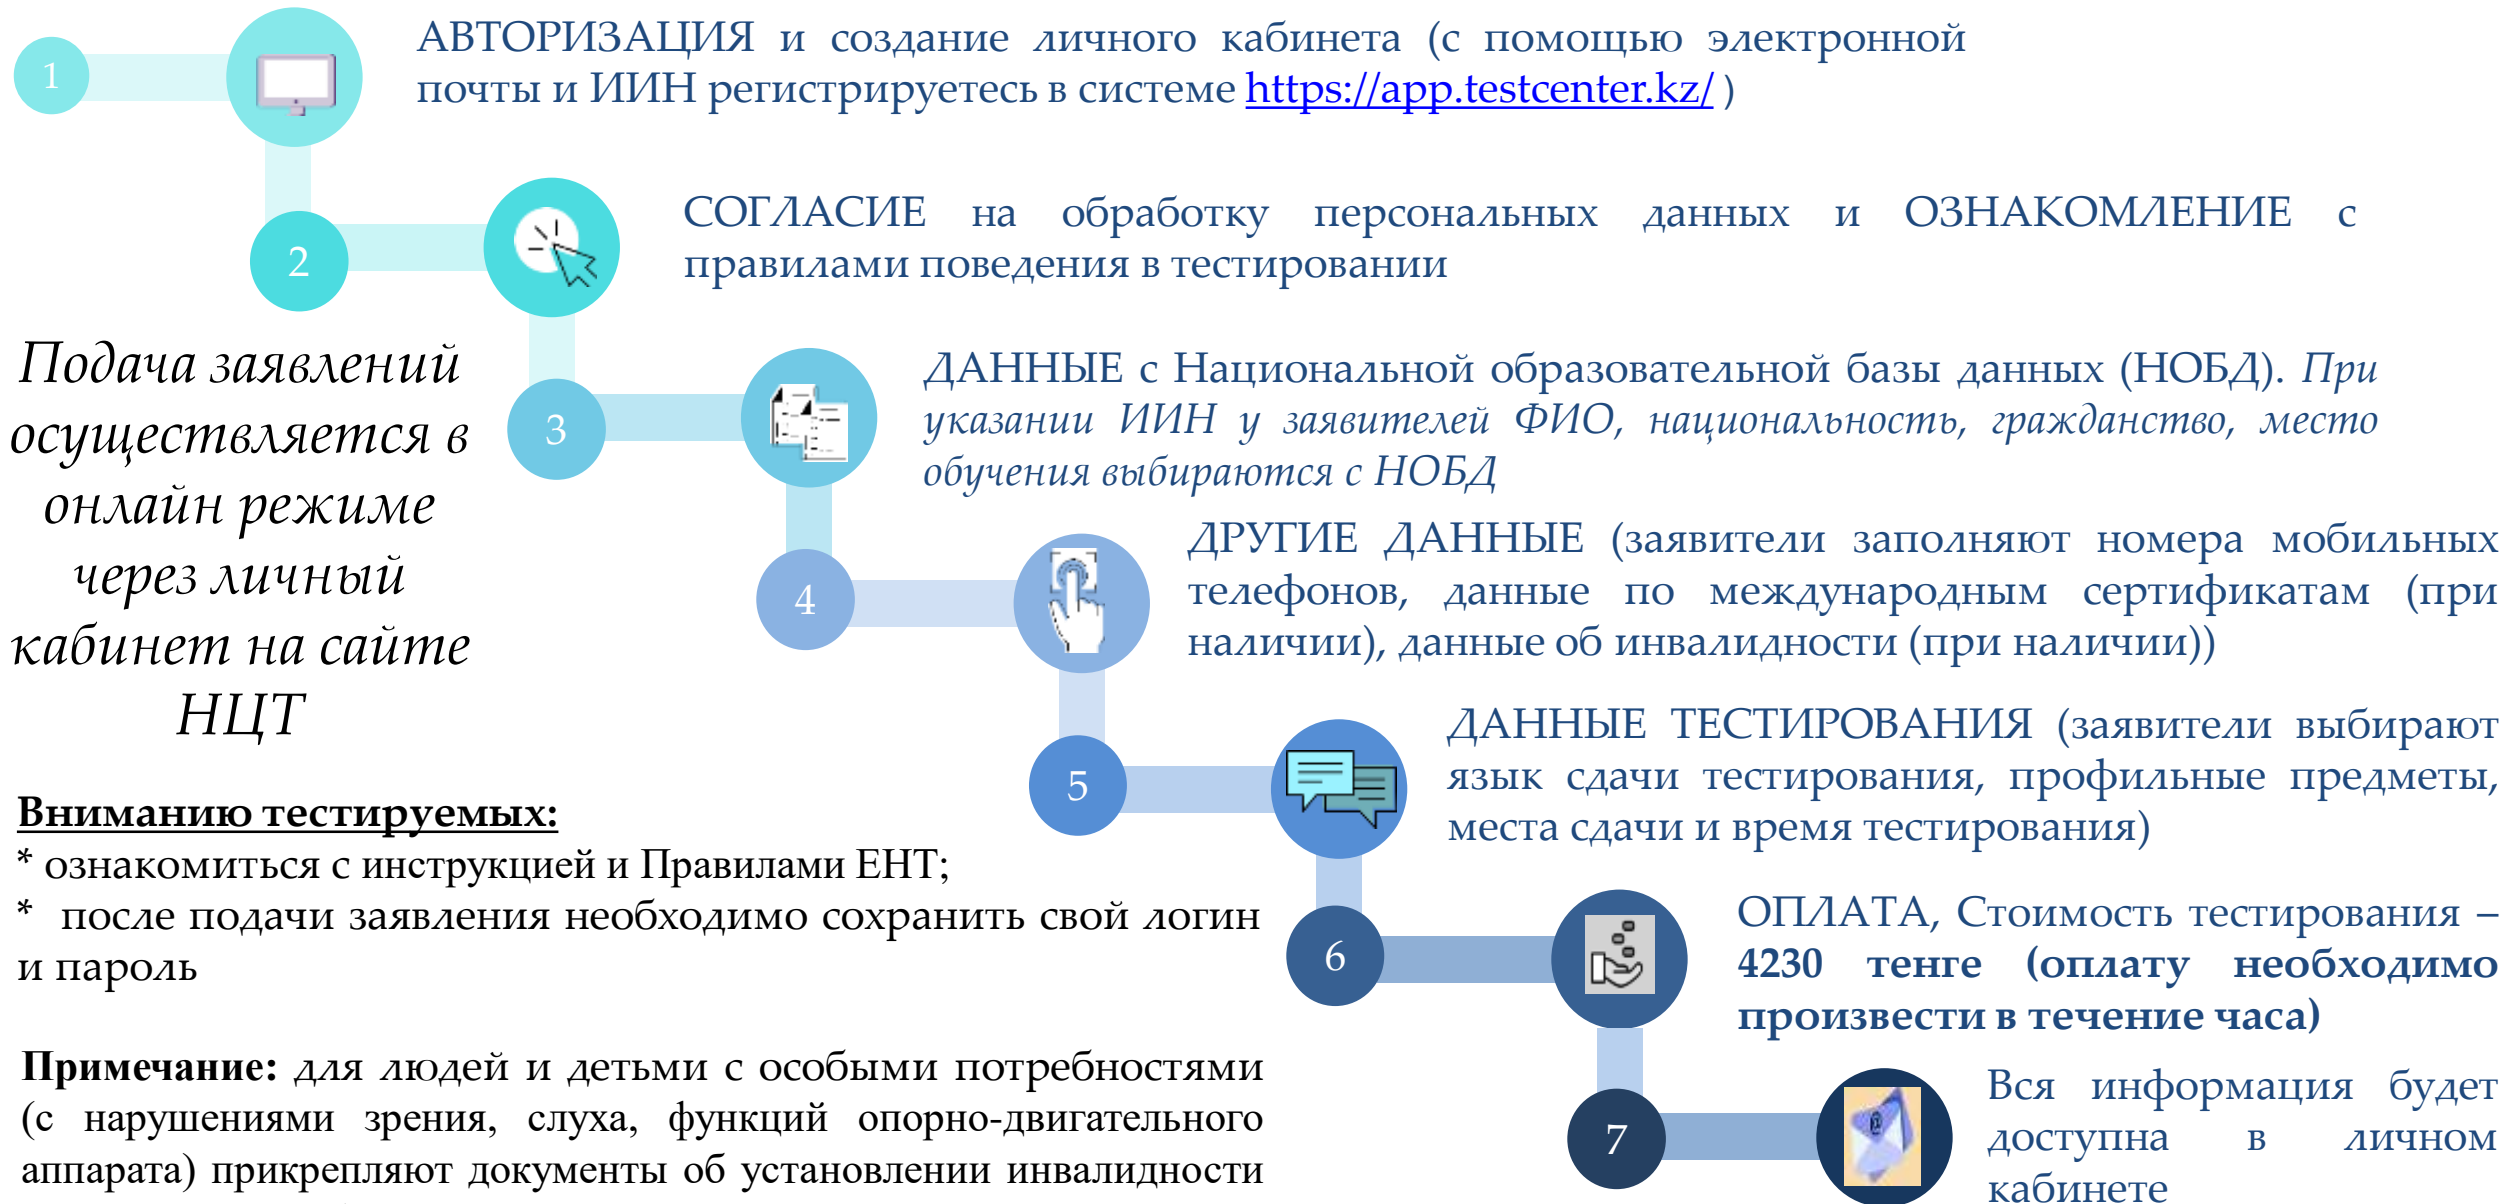 1
АВТОРИЗАЦИЯ и создание личного кабинета (с помощью электронной
почты и ИИН регистрируетесь в системе https://app.testcenter.kz/ )
2
СОГЛАСИЕ на обработку персональных данных и ОЗНАКОМЛЕНИЕ с
правилами поведения в тестировании
3
ДАННЫЕ с Национальной образовательной базы данных (НОБД). При
указании ИИН у заявителей ФИО, национальность, гражданство, место
обучения выбираются с НОБД
4
ДРУГИЕ ДАННЫЕ (заявители заполняют номера мобильных
телефонов, данные по международным сертификатам (при
наличии), данные об инвалидности (при наличии))
5
ДАННЫЕ ТЕСТИРОВАНИЯ (заявители выбирают
язык сдачи тестирования, профильные предметы,
места сдачи и время тестирования)
6
ОПЛАТА, Стоимость тестирования –
4230 тенге (оплату необходимо
произвести в течение часа)
7
Вся информация будет
доступна в личном
кабинете
Подача заявлений
осуществляется в
онлайн режиме
через личный
кабинет на сайте
НЦТ
Вниманию тестируемых:
* ознакомиться с инструкцией и Правилами ЕНТ;
* после подачи заявления необходимо сохранить свой логин
и пароль
Примечание: для людей и детьми с особыми потребностями
(с нарушениями зрения, слуха, функций опорно-двигательного
аппарата) прикрепляют документы об установлении инвалидности